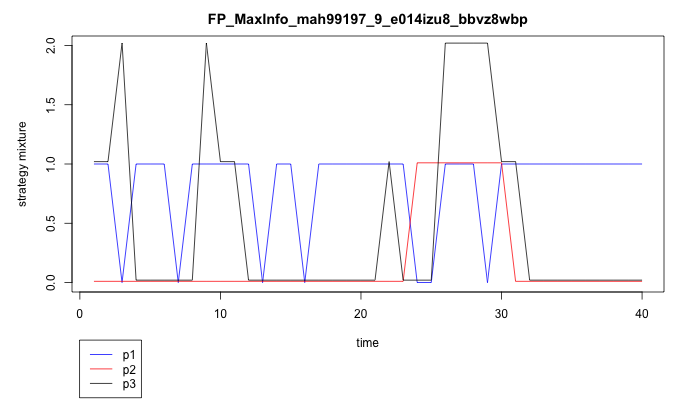 FP_MaxInfo_mah99197_9_e014izu8_bbvz8wbp
2.0
1.5
1.0
0.5
0.0
strategy mixture
0 10 20 30 40
time
p1
p2
p3